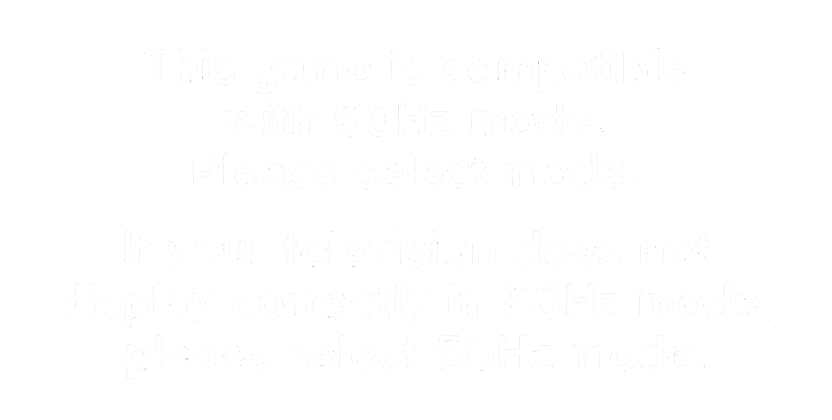 This game is compatible
with 60Hz mode.
Please select mode.
If your television does not
display correctly in 60Hz mode,
please select 50Hz mode.